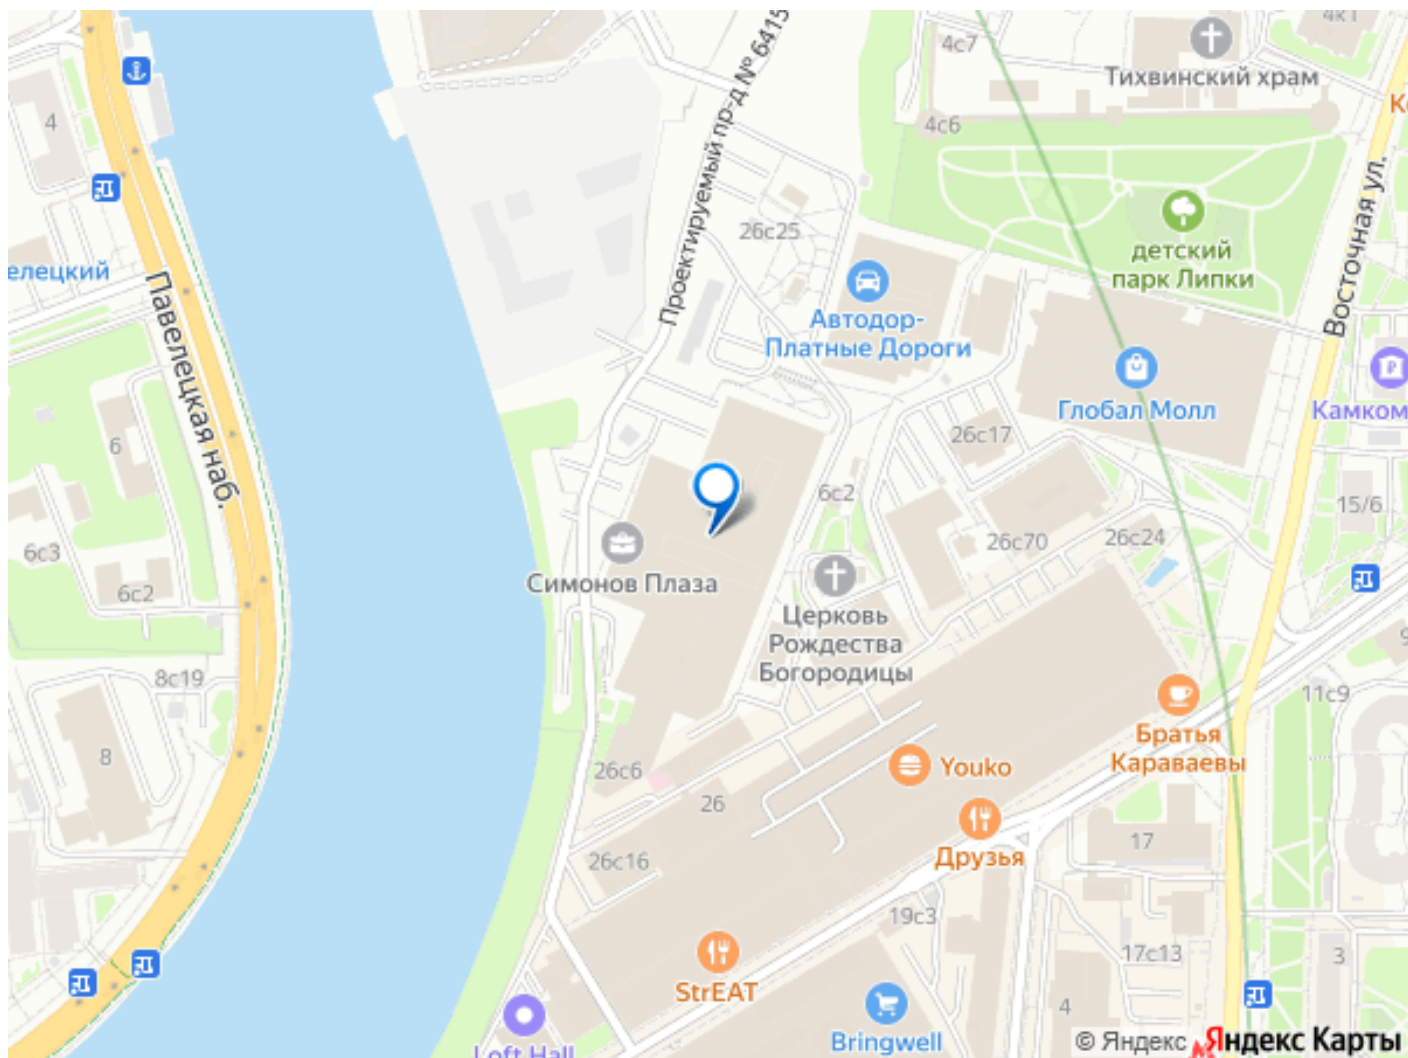 4к1
4с7
Тихвинский храм
Ко
4
4с6
Проектируемый пр-д № 6415
Восточная ул.
26с25
детский
парк Липки
елецкий
Павелецкая наб.
Автодор-
Платные Дороги
Глобал Молл
Камком
6
26с17
6с2
15/6
6с3
26с70
26с24
Симонов Плаза
6с2
Церковь
Рождества
Богородицы
8с19
11с9
9
8
Братья
Караваевы
26с6
Youko
26
17
Друзья
26с16
19с3
17с13
3
StrEAT
4
Bringwell
Loft Hall
© Яндекс
Яндекс Карты